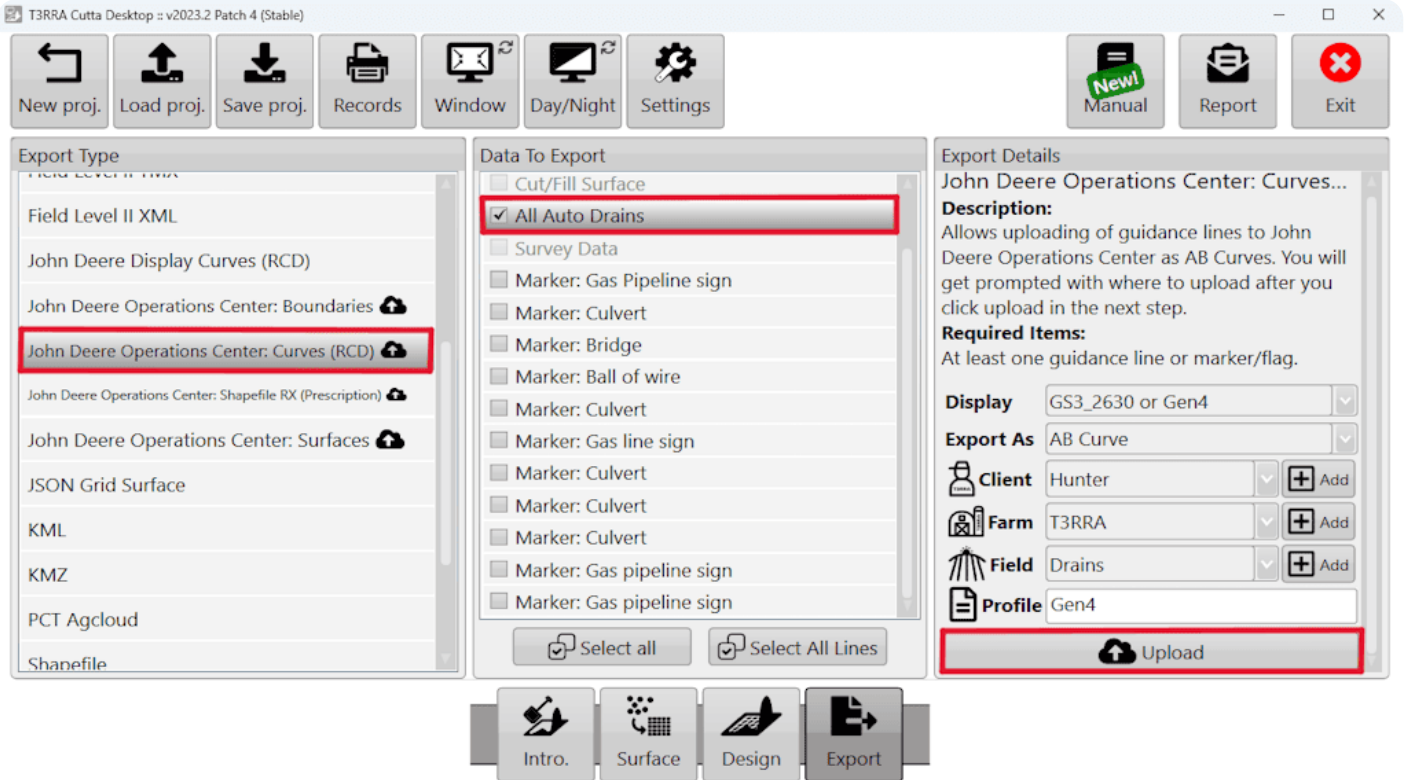 T3RRA Cutta Desktop :: v2023.2 Patch 4 (Stable)
New proj.
Load proj.
Save proj.
Records
Window
Day/Night
Settings
New!
Manual
Report
Exit
Export Type
Field Level II XML
John Deere Display Curves (RCD)
John Deere Operations Center: Boundaries
John Deere Operations Center: Curves (RCD)
John Deere Operations Center: Shapefile RX (Prescription)
John Deere Operations Center: Surfaces
JSON Grid Surface
KML
KMZ
PCT Agcloud
Shapefile
Data To Export
Cut/Fill Surface
All Auto Drains
Survey Data
Marker: Gas Pipeline sign
Marker: Culvert
Marker: Bridge
Marker: Ball of wire
Marker: Culvert
Marker: Gas line sign
Marker: Culvert
Marker: Culvert
Marker: Culvert
Marker: Gas pipeline sign
Marker: Gas pipeline sign
Select all
Select All Lines
Export Details
John Deere Operations Center: Curves...
Description:
Allows uploading of guidance lines to John
Deere Operations Center as AB Curves. You will
get prompted with where to upload after you
click upload in the next step.
Required Items:
At least one guidance line or marker/flag.
Display GS3_2630 or Gen4
Export As AB Curve
Client Hunter Add
Farm T3RRA Add
Field Drains Add
Profile Gen4
Upload
Intro.
Surface
Design
Export